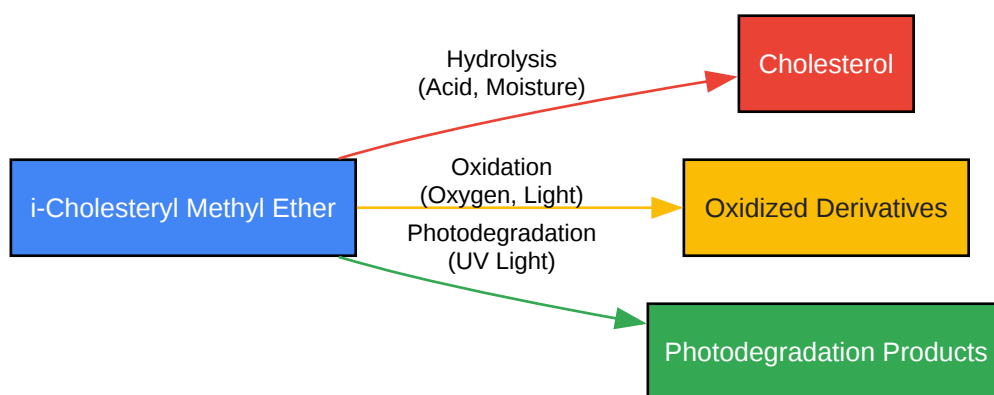 Hydrolysis
(Acid, Moisture)
Cholesterol
i-Cholesteryl Methyl Ether
Oxidation
(Oxygen, Light)
Oxidized Derivatives
Photodegradation
(UV Light)
Photodegradation Products